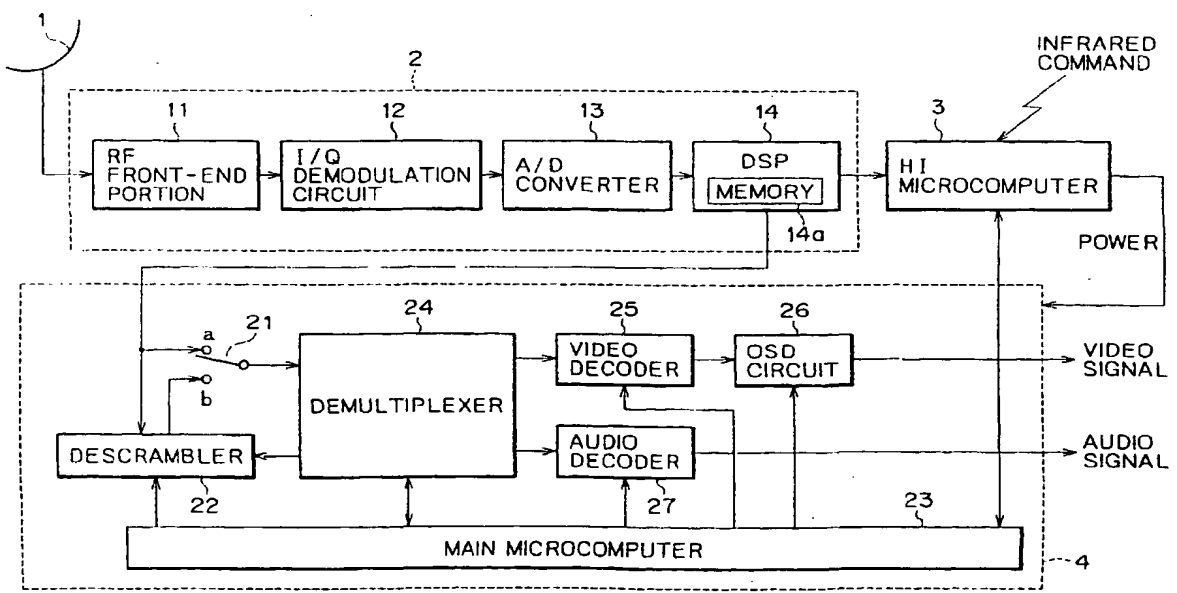 1
INFRARED
COMMAND
2
11
12
13
14
3
RF
FRONT-END
PORTION
I/Q
DEMODULATION
CIRCUIT
A/D
CONVERTER
DSP
MEMORY
14a
HI
MICROCOMPUTER
POWER
a
21
b
24
25
26
DEMULTIPLEXER
VIDEO
DECODER
OSD
CIRCUIT
VIDEO
SIGNAL
DESCRAMBLER
22
AUDIO
DECODER
27
AUDIO
SIGNAL
23
MAIN MICROCOMPUTER
4